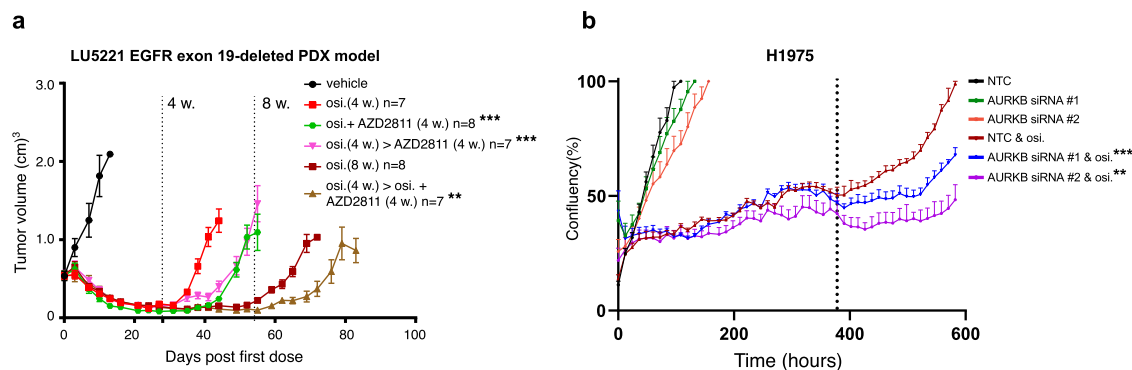 a
LU5221 EGFR exon 19-deleted PDX model
Tumor volume (cm)³
3.0
2.0
1.0
0
0 20 40 60 80 100
Days post first dose
4 w.
8 w.
vehicle
osi.(4 w.) n=7
osi.+ AZD2811 (4 w.) n=8 ***
osi.(4 w.) > AZD2811 (4 w.) n=7 ***
osi.(8 w.) n=8
osi.(4 w.) > osi. +
AZD2811 (4 w.) n=7 **
b
H1975
Confluency(%)
100
50
0
0 200 400 600
Time (hours)
NTC
AURKB siRNA #1
AURKB siRNA #2
NTC & osi.
AURKB siRNA #1 & osi.***
AURKB siRNA #2 & osi.**